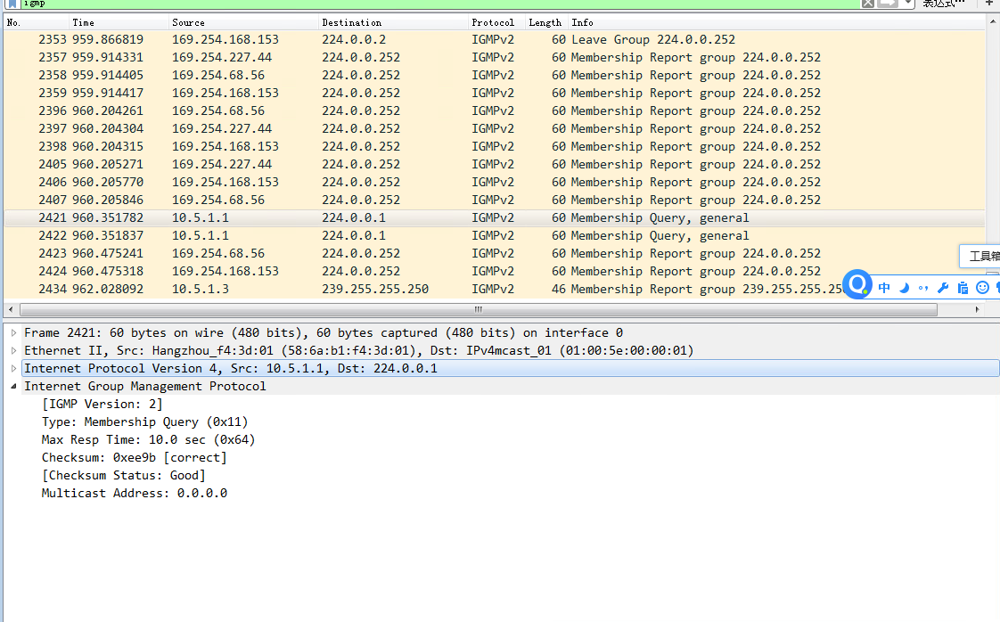 igmp 表达式…
No. Time Source Destination Protocol Length Info
2353 959.866819 169.254.168.153 224.0.0.2 IGMPv2 60 Leave Group 224.0.0.252
2357 959.914331 169.254.227.44 224.0.0.252 IGMPv2 60 Membership Report group 224.0.0.252
2358 959.914405 169.254.68.56 224.0.0.252 IGMPv2 60 Membership Report group 224.0.0.252
2359 959.914417 169.254.168.153 224.0.0.252 IGMPv2 60 Membership Report group 224.0.0.252
2396 960.204261 169.254.68.56 224.0.0.252 IGMPv2 60 Membership Report group 224.0.0.252
2397 960.204304 169.254.227.44 224.0.0.252 IGMPv2 60 Membership Report group 224.0.0.252
2398 960.204315 169.254.168.153 224.0.0.252 IGMPv2 60 Membership Report group 224.0.0.252
2405 960.205271 169.254.227.44 224.0.0.252 IGMPv2 60 Membership Report group 224.0.0.252
2406 960.205770 169.254.168.153 224.0.0.252 IGMPv2 60 Membership Report group 224.0.0.252
2407 960.205846 169.254.68.56 224.0.0.252 IGMPv2 60 Membership Report group 224.0.0.252
2421 960.351782 10.5.1.1 224.0.0.1 IGMPv2 60 Membership Query, general
2422 960.351837 10.5.1.1 224.0.0.1 IGMPv2 60 Membership Query, general
2423 960.475241 169.254.68.56 224.0.0.252 IGMPv2 60 Membership Report group 224.0.0.252
工具箱
2424 960.475318 169.254.168.153 224.0.0.252 IGMPv2 60 Membership Report group 224.0.0.252
2434 962.028092 10.5.1.3 239.255.255.250 IGMPv2 46 Membership Report group 239.255.255.25
中
Frame 2421: 60 bytes on wire (480 bits), 60 bytes captured (480 bits) on interface 0
Ethernet II, Src: Hangzhou_f4:3d:01 (58:6a:b1:f4:3d:01), Dst: IPv4mcast_01 (01:00:5e:00:00:01)
Internet Protocol Version 4, Src: 10.5.1.1, Dst: 224.0.0.1
Internet Group Management Protocol
[IGMP Version: 2]
Type: Membership Query (0x11)
Max Resp Time: 10.0 sec (0x64)
Checksum: 0xee9b [correct]
[Checksum Status: Good]
Multicast Address: 0.0.0.0